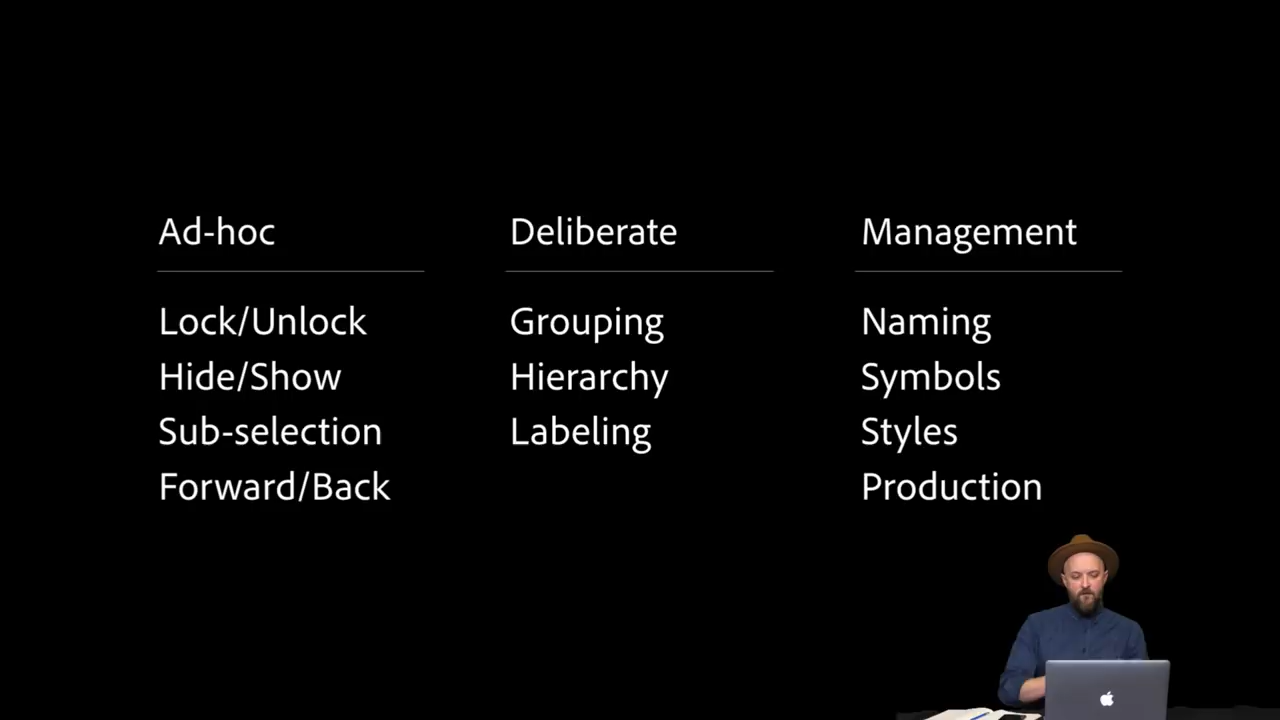 Ad-hoc
Lock/Unlock
Hide/Show
Sub-selection
Forward/Back
Deliberate
Grouping
Hierarchy
Labeling
Management
Naming
Symbols
Styles
Production